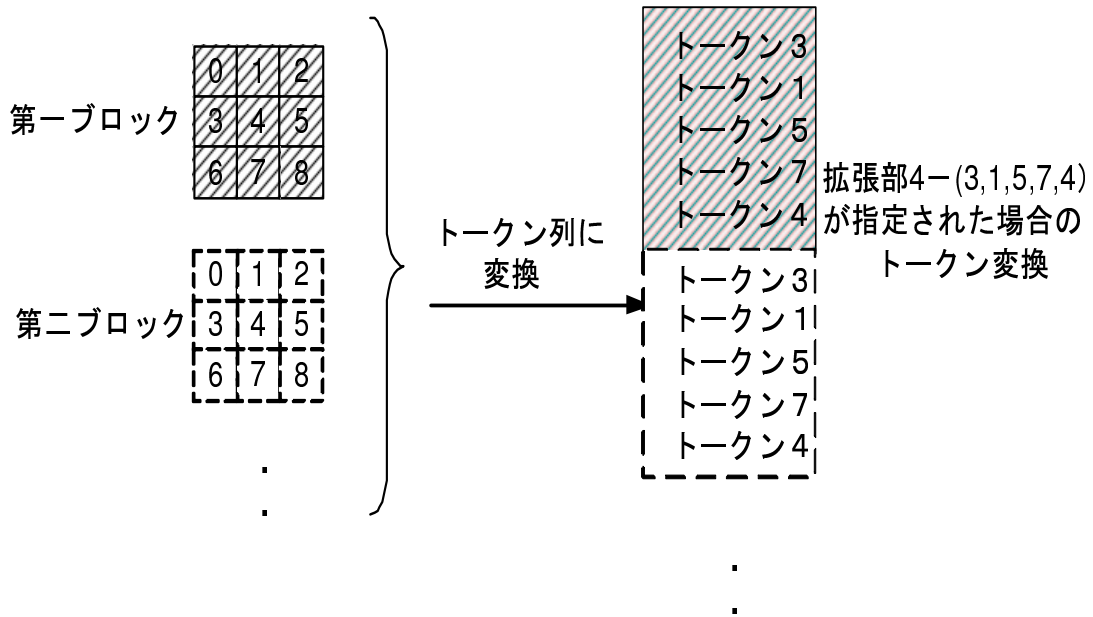 第一ブロック
0 1 2
3 4 5
6 7 8
第二ブロック
0 1 2
3 4 5
6 7 8
トークン列に
変換
トークン3
トークン1
トークン5
トークン7
トークン4
トークン3
トークン1
トークン5
トークン7
トークン4
拡張部4ー(3,1,5,7,4)
が指定された場合の
トークン変換